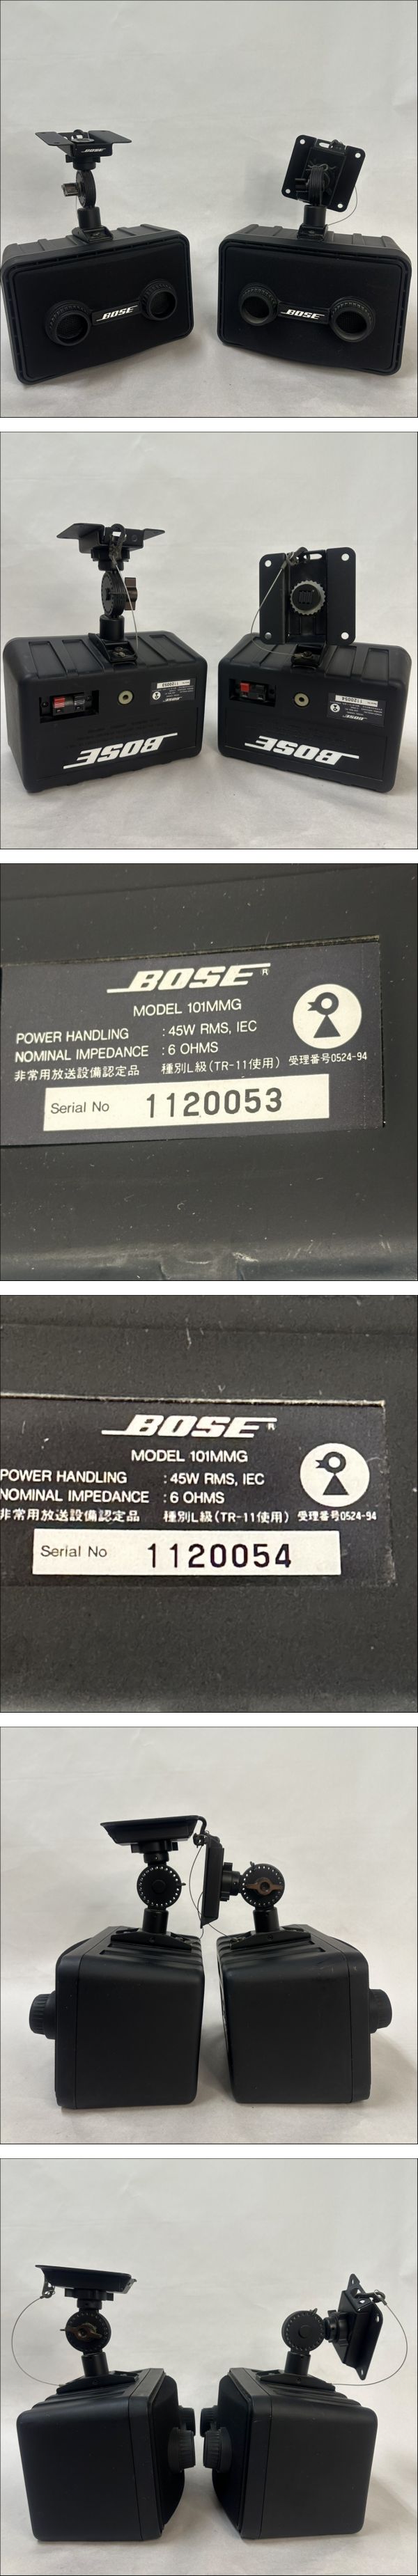 BOSE
BOSE
BOSE
BOSE
BOSE
BOSE®
MODEL 101MMG
POWER HANDLING : 45W RMS, IEC
NOMINAL IMPEDANCE : 6 OHMS
非常用放送設備認定品 種別L級(TR-11使用) 受理番号0524-94
Serial No 1120053
BOSE®
MODEL 101MMG
POWER HANDLING : 45W RMS, IEC
NOMINAL IMPEDANCE : 6 OHMS
非常用放送設備認定品 種別L級(TR-11使用) 受理番号0524-94
Serial No 1120054